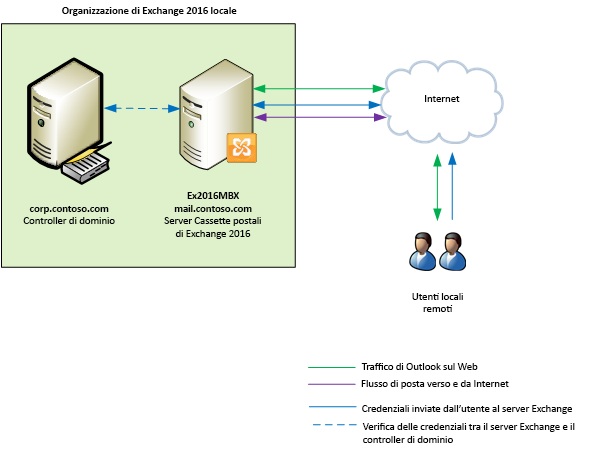 Organizzazione di Exchange 2016 locale
Internet
corp.contoso.com
Controller di dominio
Ex2016MBX
mail.contoso.com
Server Cassette postali
di Exchange 2016
Utenti locali
remoti
Traffico di Outlook sul Web
Flusso di posta verso e da Internet
Credenziali inviate dall'utente al server Exchange
Verifica delle credenziali tra il server Exchange e il
controller di dominio